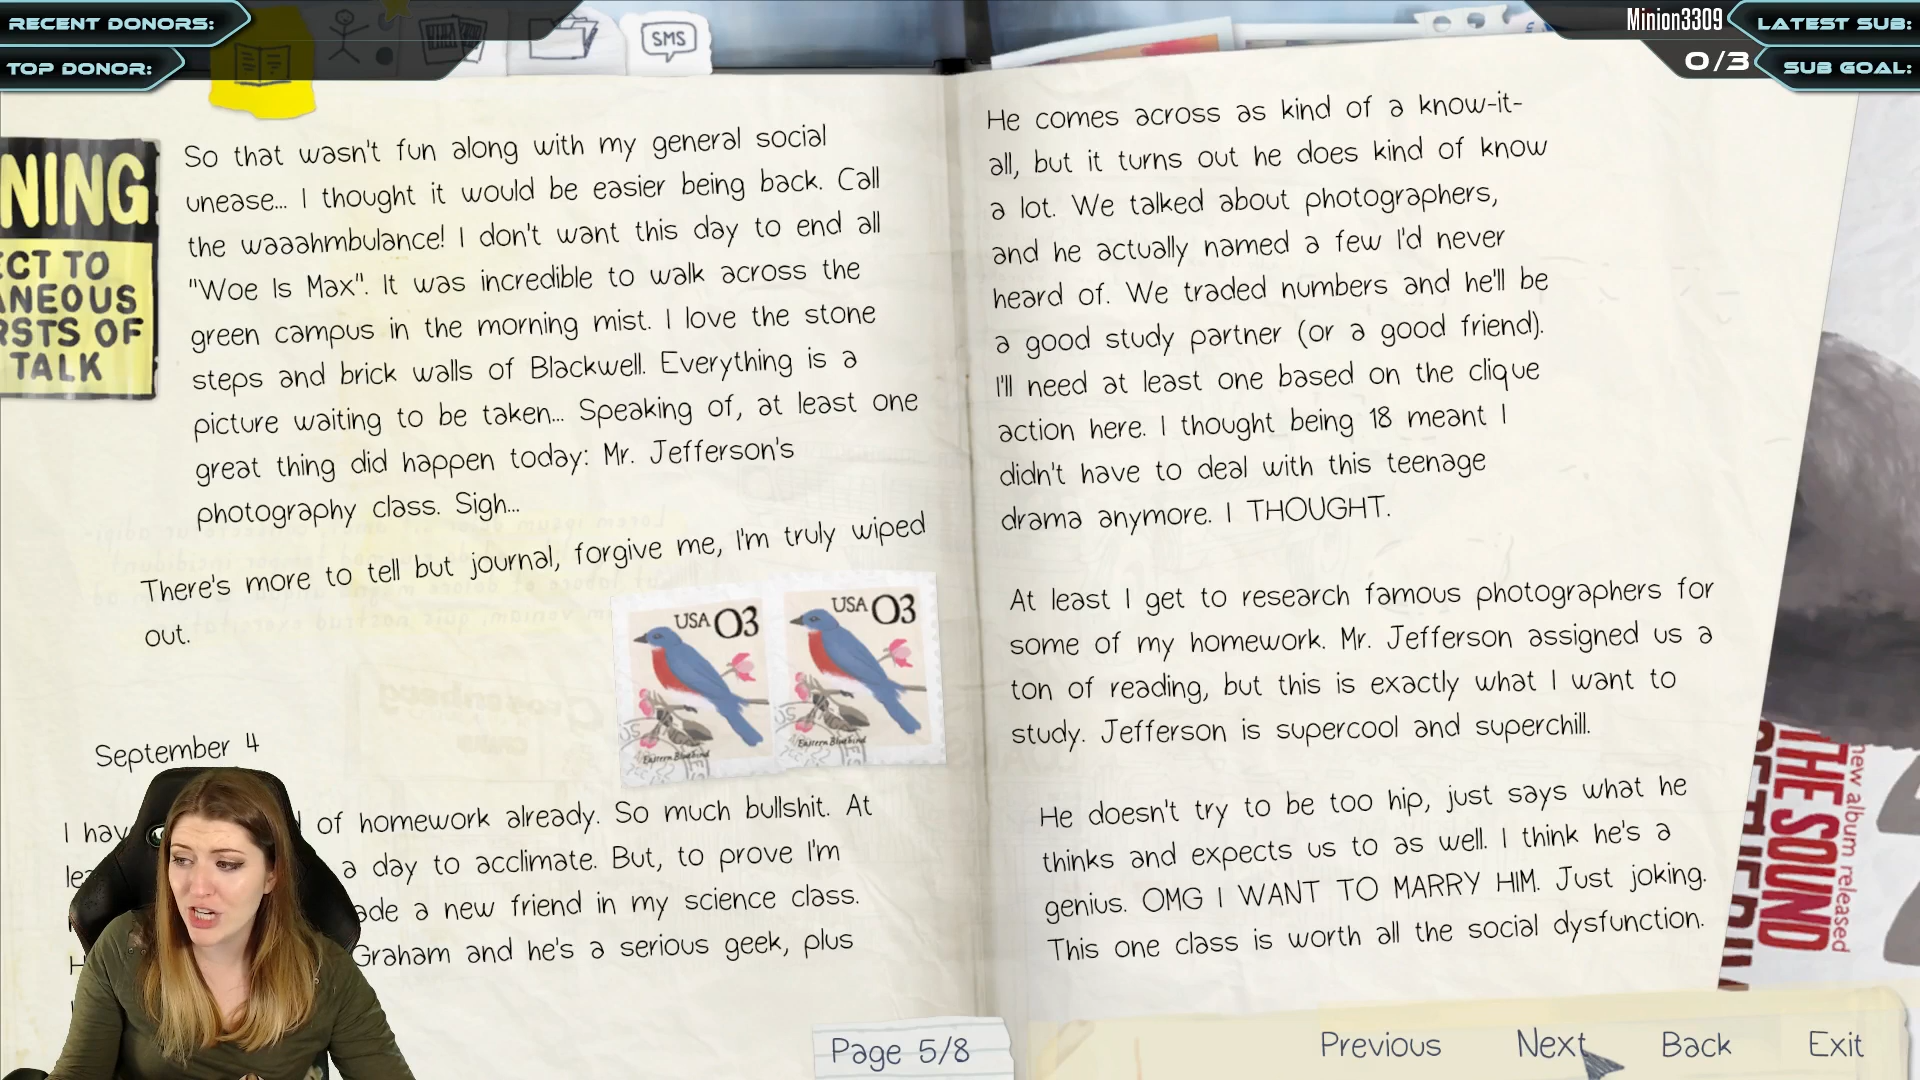 RECENT DONORS:
TOP DONOR:
SMS
Minion3309
LATEST SUB:
0/3
SUB GOAL:
NING
ECT TO
ANEOUS
RSTS OF
TALK
So that wasn't fun along with my general social
unease... I thought it would be easier being back. Call
the waaahmbulance! I don't want this day to end all
"Woe Is Max". It was incredible to walk across the
green campus in the morning mist. I love the stone
steps and brick walls of Blackwell. Everything is a
picture waiting to be taken... Speaking of, at least one
great thing did happen today: Mr. Jefferson's
photography class. Sigh...
There's more to tell but journal, forgive me, I'm truly wiped
out.
USA 03
Eastern Bluebird
USA 03
Eastern Bluebird
September 4
I hav
of homework already. So much bullshit. At
lea
a day to acclimate. But, to prove I'm
ade a new friend in my science class.
H
Graham and he's a serious geek, plus
He comes across as kind of a know-it-
all, but it turns out he does kind of know
a lot. We talked about photographers,
and he actually named a few I'd never
heard of. We traded numbers and he'll be
a good study partner (or a good friend).
I'll need at least one based on the clique
action here. I thought being 18 meant I
didn't have to deal with this teenage
drama anymore. I THOUGHT.
At least I get to research famous photographers for
some of my homework. Mr. Jefferson assigned us a
ton of reading, but this is exactly what I want to
study. Jefferson is supercool and superchill.
He doesn't try to be too hip, just says what he
thinks and expects us to as well. I think he's a
genius. OMG I WANT TO MARRY HIM. Just joking.
This one class is worth all the social dysfunction.
new album released
THE SOUND
Page 5/8
Previous
Next
Back
Exit